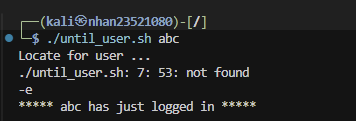 ┌──(kali㉿nhan23521080)-[/]
└─$ ./until_user.sh abc
Locate for user ...
./until_user.sh: 7: 53: not found
-e
***** abc has just logged in *****